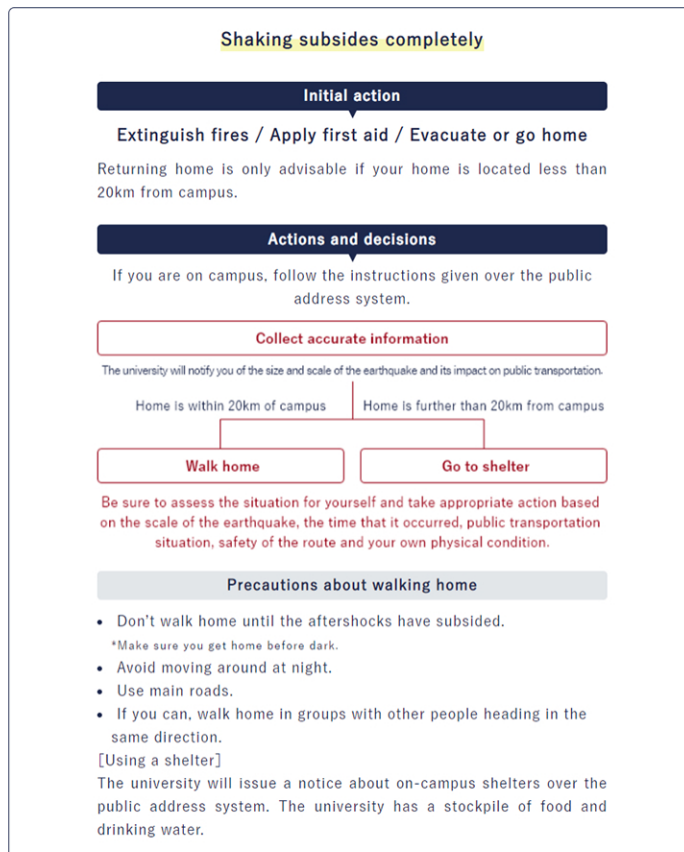 Shaking subsides completely
Initial action
Extinguish fires / Apply first aid / Evacuate or go home
Returning home is only advisable if your home is located less than
20km from campus.
Actions and decisions
If you are on campus, follow the instructions given over the public
address system.
Collect accurate information
The university will notify you of the size and scale of the earthquake and its impact on public transportation.
Home is within 20km of campus
Home is further than 20km from campus
Walk home
Go to shelter
Be sure to assess the situation for yourself and take appropriate action based
on the scale of the earthquake, the time that it occurred, public transportation
situation, safety of the route and your own physical condition.
Precautions about walking home
• Don't walk home until the aftershocks have subsided.
*Make sure you get home before dark.
• Avoid moving around at night.
• Use main roads.
• If you can, walk home in groups with other people heading in the
same direction.
[Using a shelter]
The university will issue a notice about on-campus shelters over the
public address system. The university has a stockpile of food and
drinking water.